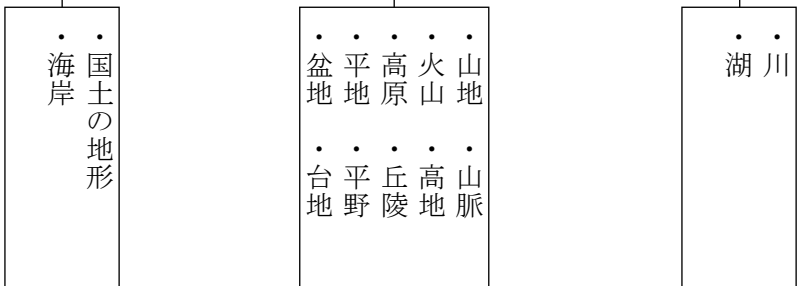 ・川
・湖
・山地　・山脈
・火山　・高地
・高原　・丘陵
・平地　・平野
・盆地　・台地
・国土の地形
・海岸